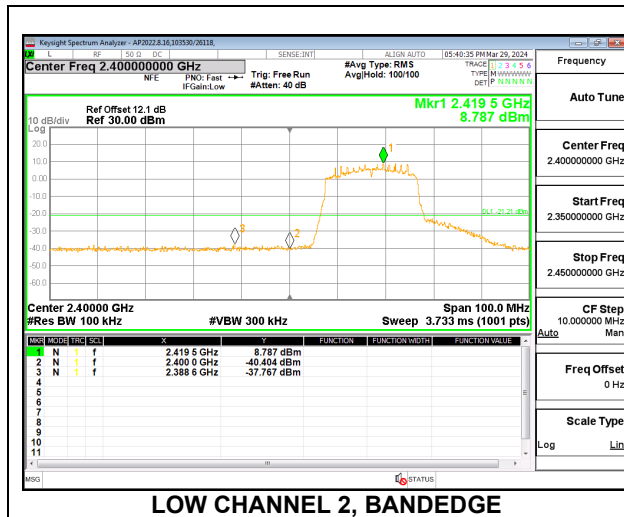 Keysight Spectrum Analyzer - AP2022.8.16,103530/26118,
L RF 50 Ω DC SENSE:INT ALIGN AUTO 05:40:35 PM Mar 29, 2024
Center Freq 2.400000000 GHz
NFE PNO: Fast Trig: Free Run #Avg Type: RMS TRACE 1 2 3 4 5 6
IFGain:Low #Atten: 40 dB Avg|Hold: 100/100 TYPE M WWWWW
DET P N N N N N
Frequency
Auto Tune
Center Freq
2.400000000 GHz
Start Freq
2.350000000 GHz
Stop Freq
2.450000000 GHz
CF Step
10.000000 MHz
Auto Man
Freq Offset
0 Hz
Scale Type
Log Lin
Ref Offset 12.1 dB Mkr1 2.419 5 GHz
10 dB/div Ref 30.00 dBm 8.787 dBm
Log
20.0
10.0
0.00
-10.0
-20.0
-30.0
-40.0
-50.0
-60.0
1
DL1 -21.21 dBm
3
2
Center 2.40000 GHz Span 100.0 MHz
#Res BW 100 kHz #VBW 300 kHz Sweep 3.733 ms (1001 pts)
MKR MODE TRC SCL X Y FUNCTION FUNCTION WIDTH FUNCTION VALUE
1 N 1 f 2.419 5 GHz 8.787 dBm
2 N 1 f 2.400 0 GHz -40.404 dBm
3 N 1 f 2.388 6 GHz -37.767 dBm
4
5
6
7
8
9
10
11
MSG STATUS
LOW CHANNEL 2, BANDEDGE